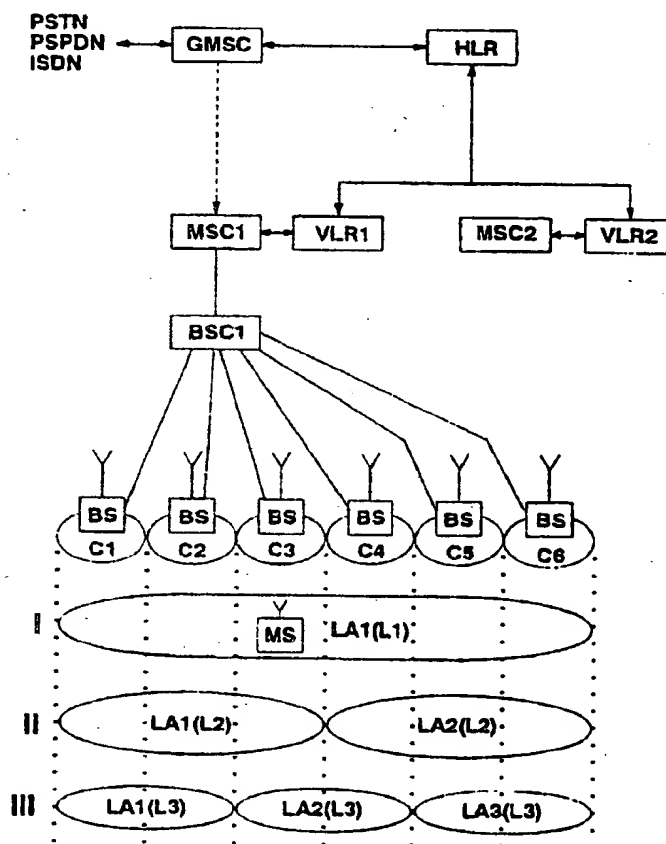 PSTN
PSPDN
ISDN
GMSC
HLR
MSC1
VLR1
MSC2
VLR2
BSC1
BS
BS
BS
BS
BS
BS
C1
C2
C3
C4
C5
C6
I
MS
LA1(L1)
II
LA1(L2)
LA2(L2)
III
LA1(L3)
LA2(L3)
LA3(L3)